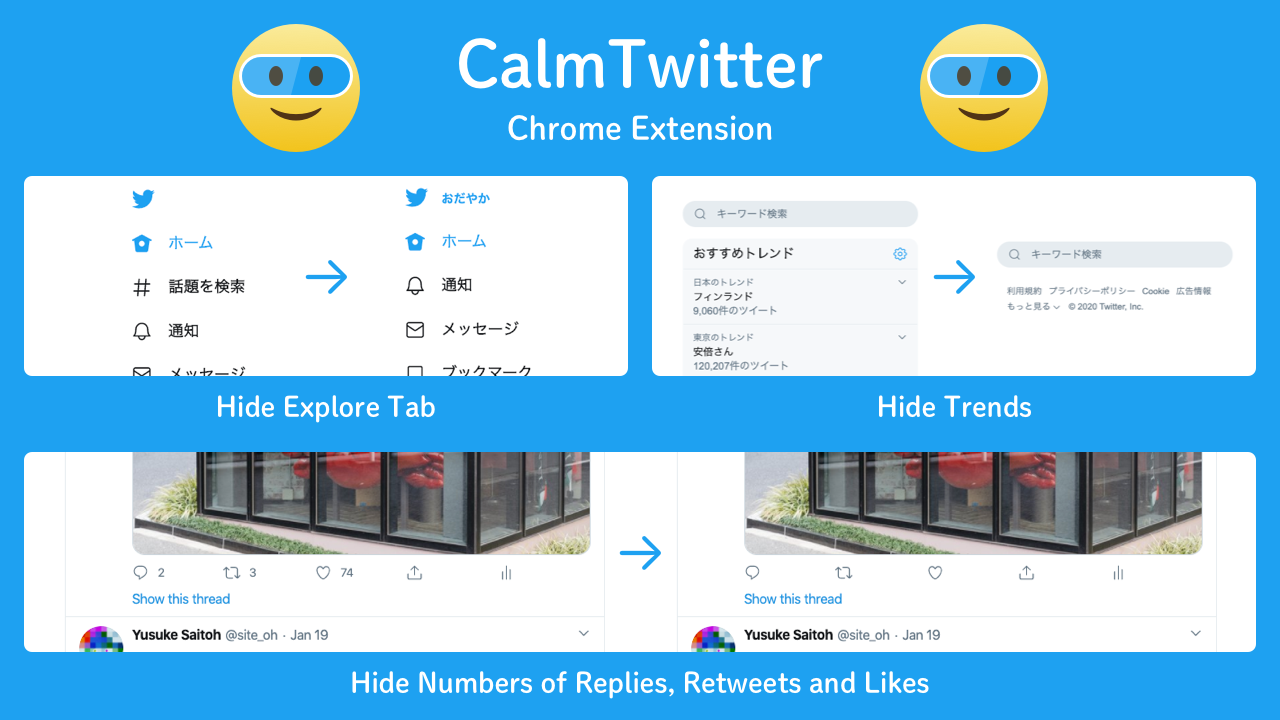 CalmTwitter
Chrome Extension
ホーム
話題を検索
通知
メッセージ
おだやか
ホーム
通知
メッセージ
ブックマーク
Hide Explore Tab
キーワード検索
おすすめトレンド
日本のトレンド
フィンランド
9,060件のツイート
東京のトレンド
安倍さん
120,207件のツイート
キーワード検索
利用規約 プライバシーポリシー Cookie 広告情報
もっと見る © 2020 Twitter, Inc.
Hide Trends
2 3 74
Show this thread
Yusuke Saitoh @site_oh · Jan 19
Show this thread
Yusuke Saitoh @site_oh · Jan 19
Hide Numbers of Replies, Retweets and Likes